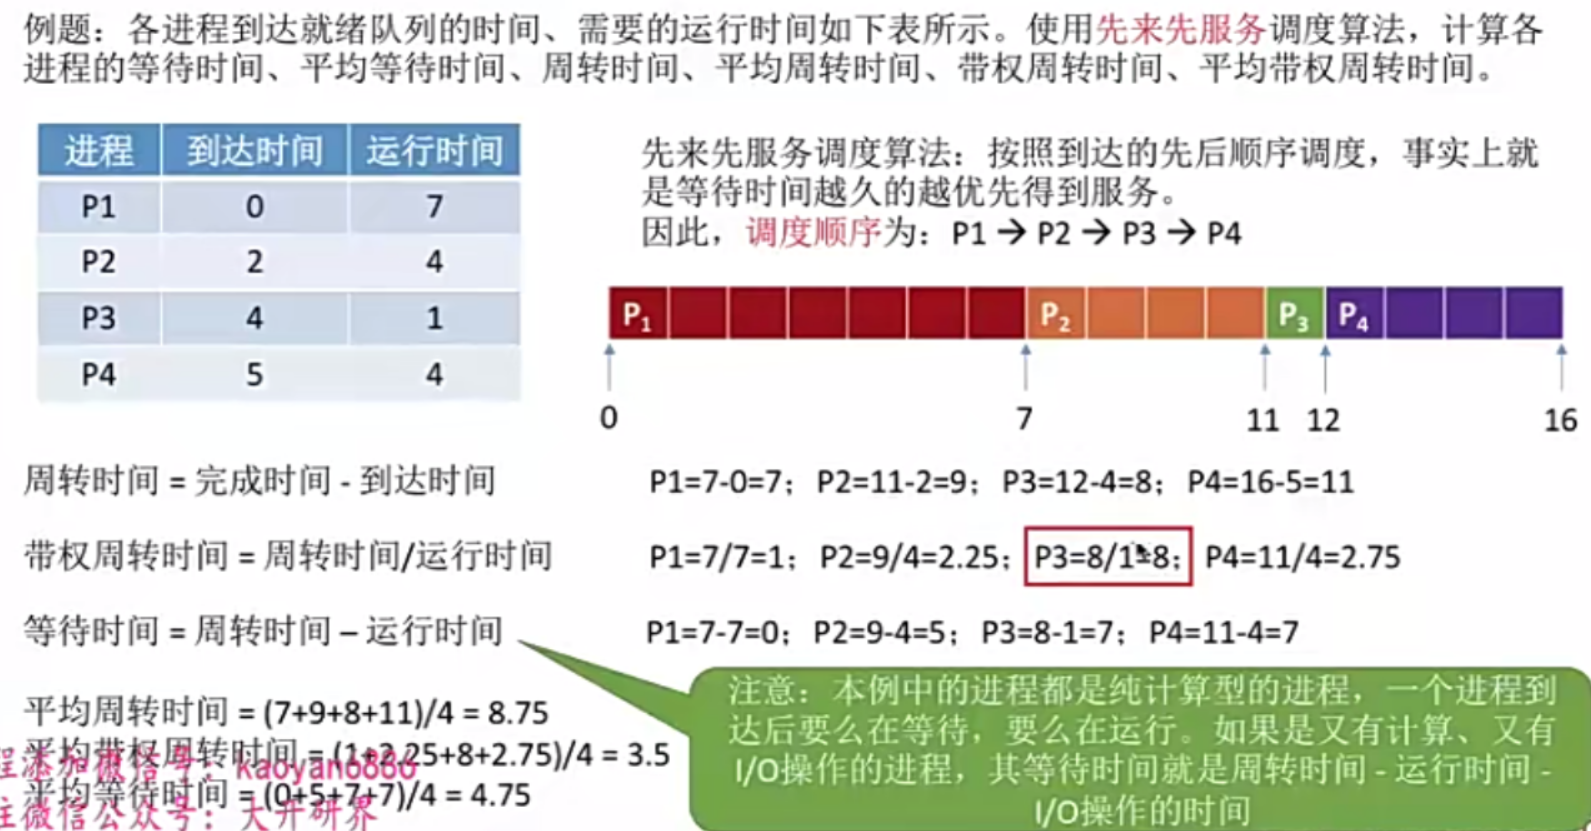 例题：各进程到达就绪队列的时间、需要的运行时间如下表所示。使用先来先服务调度算法，计算各
进程的等待时间、平均等待时间、周转时间、平均周转时间、带权周转时间、平均带权周转时间。
进程 到达时间 运行时间
P1 0 7
P2 2 4
P3 4 1
P4 5 4
先来先服务调度算法：按照到达的先后顺序调度，事实上就
是等待时间越久的越优先得到服务。
因此，调度顺序为：P1 → P2 → P3 → P4
P₁ P₂ P₃ P₄
0 7 11 12 16
周转时间 = 完成时间 - 到达时间
P1=7-0=7；P2=11-2=9；P3=12-4=8；P4=16-5=11
带权周转时间 = 周转时间/运行时间
P1=7/7=1；P2=9/4=2.25；P3=8/1=8；P4=11/4=2.75
等待时间 = 周转时间 – 运行时间
P1=7-7=0；P2=9-4=5；P3=8-1=7；P4=11-4=7
平均周转时间 = (7+9+8+11)/4 = 8.75
平均带权周转时间 = (1+2.25+8+2.75)/4 = 3.5
平均等待时间 = (0+5+7+7)/4 = 4.75
程添加微信号：kaoyan6886
注微信公众号：大开研界
注意：本例中的进程都是纯计算型的进程，一个进程到
达后要么在等待，要么在运行。如果是又有计算、又有
I/O操作的进程，其等待时间就是周转时间 - 运行时间 -
I/O操作的时间